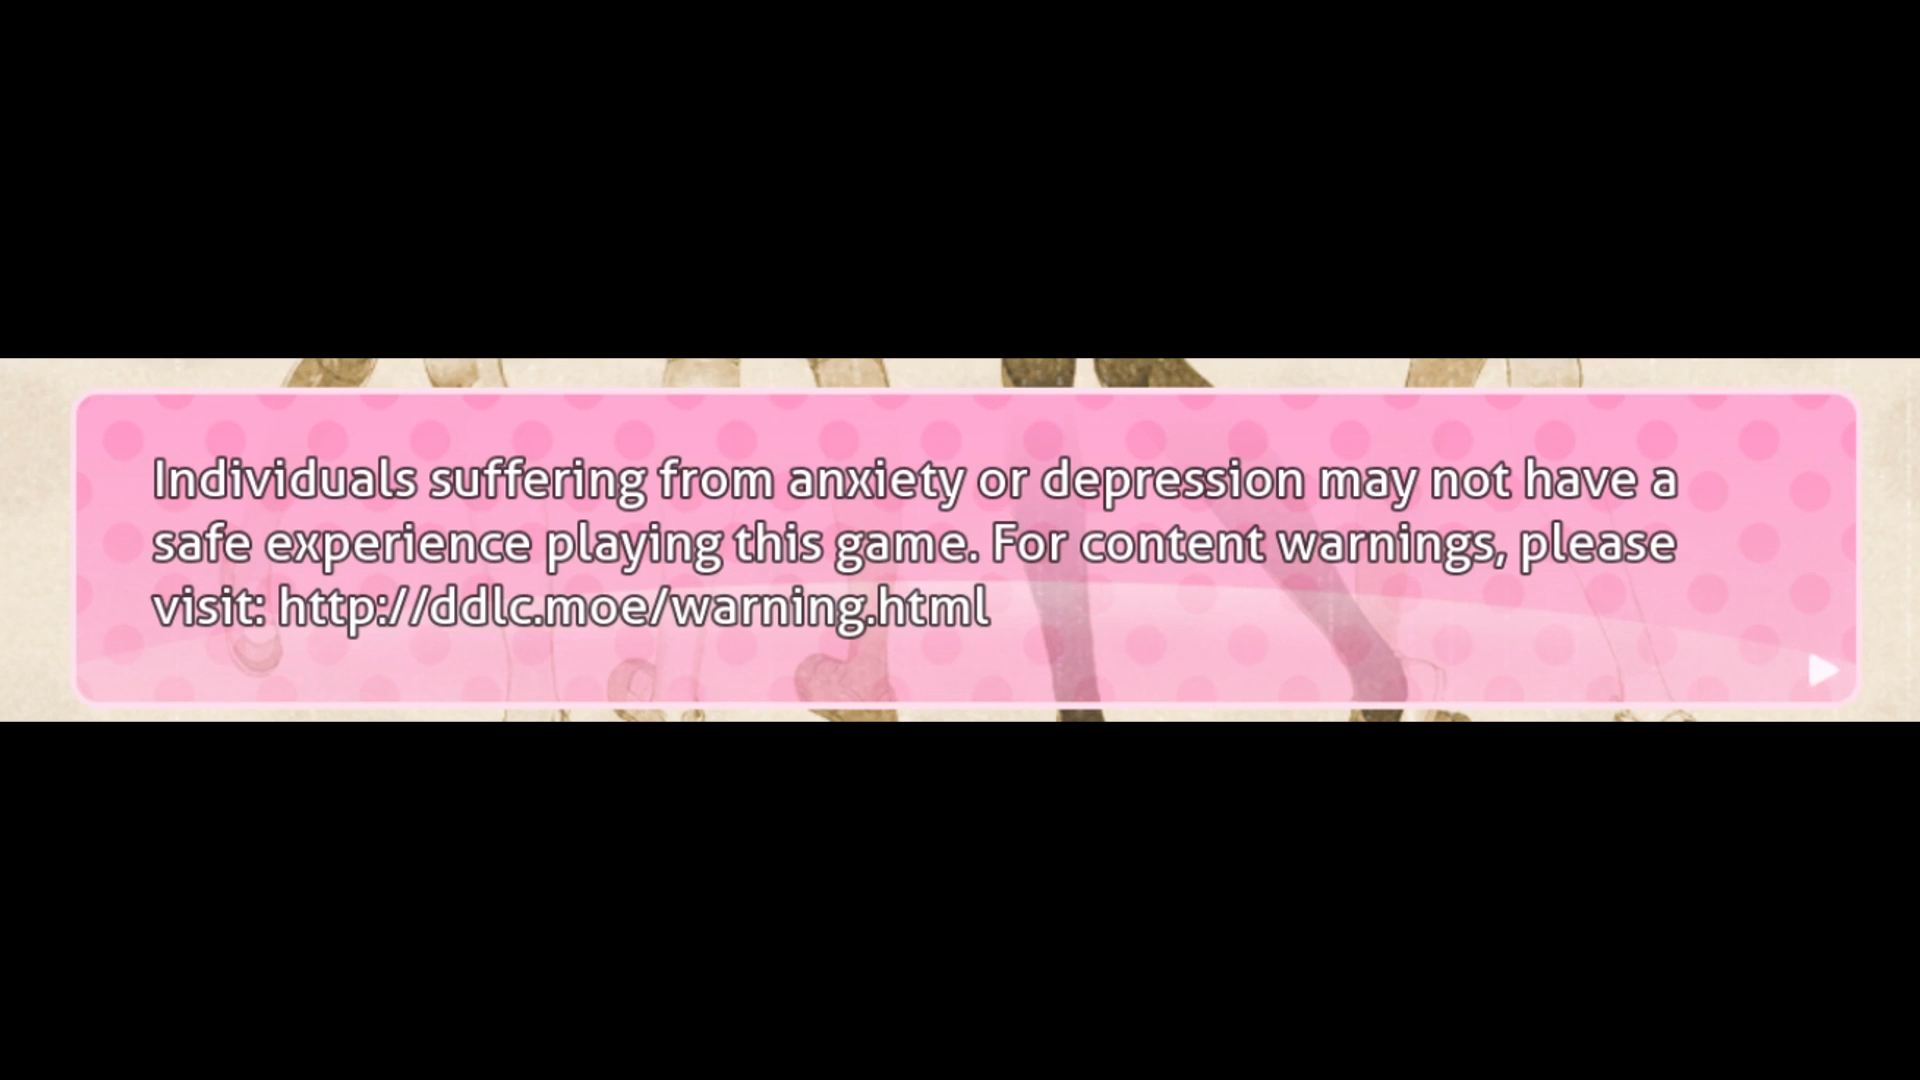 Individuals suffering from anxiety or depression may not have a
safe experience playing this game. For content warnings, please
visit: http://ddlc.moe/warning.html